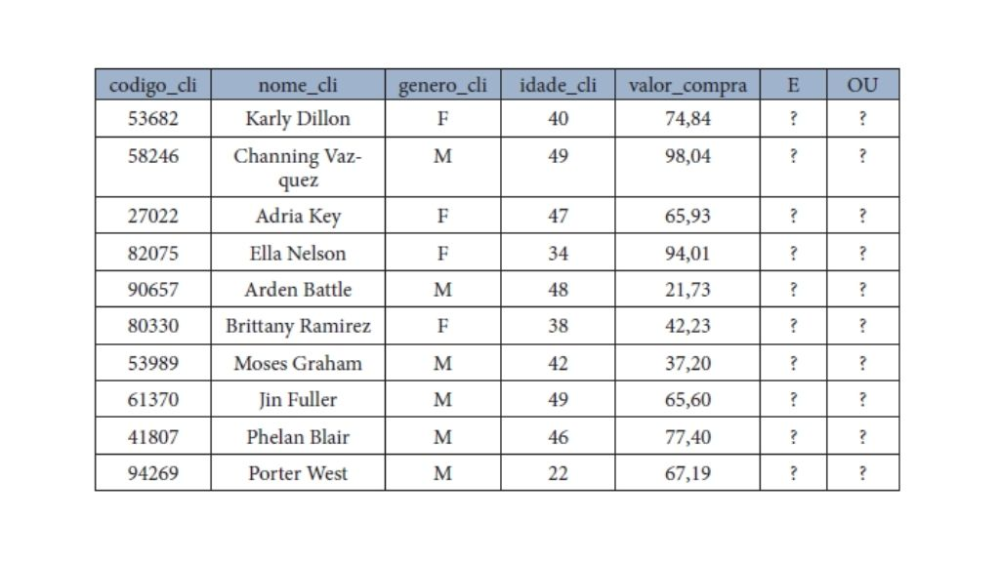 codigo_cli nome_cli genero_cli idade_cli valor_compra E OU
53682 Karly Dillon F 40 74,84 ? ?
58246 Channing Vaz- M 49 98,04 ? ?
quez
27022 Adria Key F 47 65,93 ? ?
82075 Ella Nelson F 34 94,01 ? ?
90657 Arden Battle M 48 21,73 ? ?
80330 Brittany Ramirez F 38 42,23 ? ?
53989 Moses Graham M 42 37,20 ? ?
61370 Jin Fuller M 49 65,60 ? ?
41807 Phelan Blair M 46 77,40 ? ?
94269 Porter West M 22 67,19 ? ?